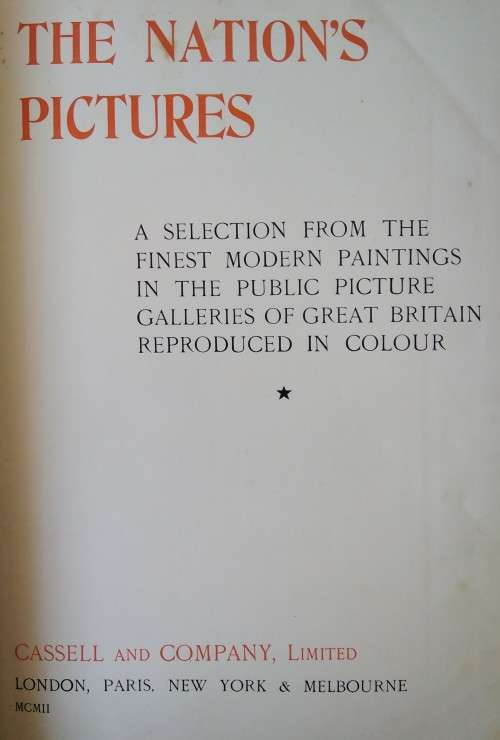 THE NATION'S
PICTURES
A SELECTION FROM THE
FINEST MODERN PAINTINGS
IN THE PUBLIC PICTURE
GALLERIES OF GREAT BRITAIN
REPRODUCED IN COLOUR
★
CASSELL AND COMPANY, LIMITED
LONDON, PARIS, NEW YORK & MELBOURNE
MCMII